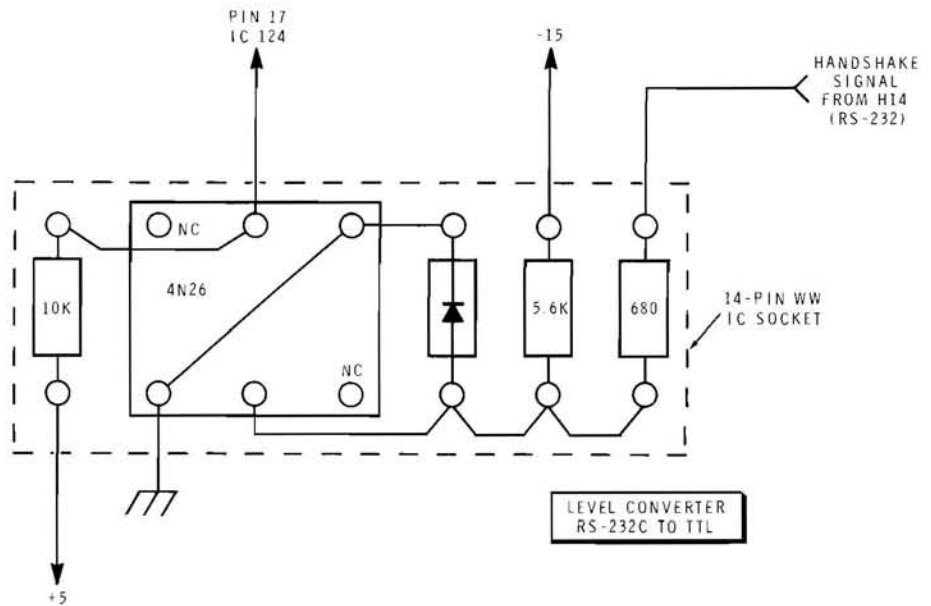 PIN 17
IC 124
-15
HANDSHAKE
SIGNAL
FROM H14
(RS-232)
NC
4N26
10K
5.6K
680
14-PIN WW
IC SOCKET
NC
LEVEL CONVERTER
RS-232C TO TTL
+5